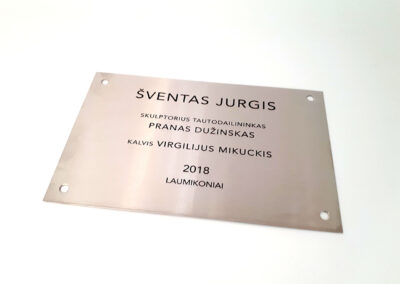 ŠVENTAS JURGIS
SKULPTORIUS TAUTODAILININKAS
PRANAS DUŽINSKAS
KALVIS VIRGILIJUS MIKUCKIS
2018
LAUMIKONIAI